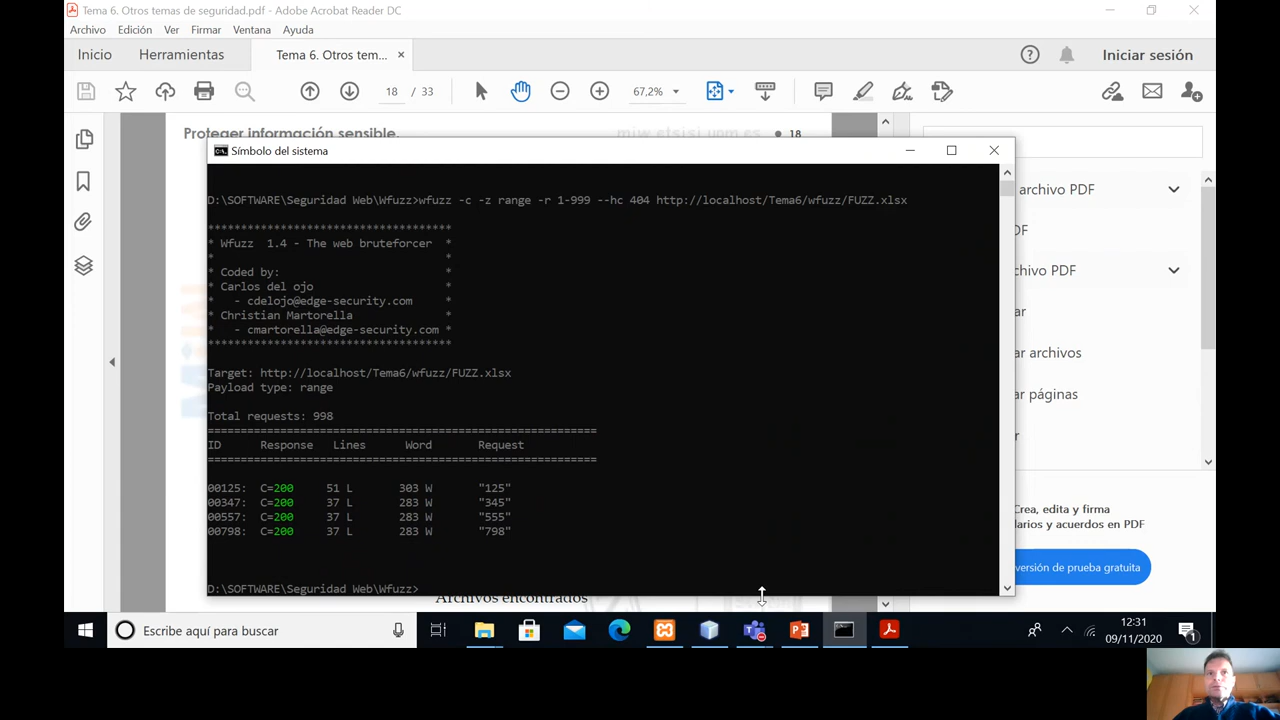 Tema 6. Otros temas de seguridad.pdf - Adobe Acrobat Reader DC
Archivo Edición Ver Firmar Ventana Ayuda
Inicio Herramientas Tema 6. Otros tem... × Iniciar sesión
18 / 33 67,2%
Proteger información sensible. miw.etsisi.upm.es 18
Símbolo del sistema
D:\SOFTWARE\Seguridad Web\Wfuzz>wfuzz -c -z range -r 1-999 --hc 404 http://localhost/Tema6/wfuzz/FUZZ.xlsx
********************************************
* Wfuzz 1.4 - The web bruteforcer *
* *
* Coded by: *
* Carlos del ojo *
* - cdelojo@edge-security.com *
* Christian Martorella *
* - cmartorella@edge-security.com *
********************************************
Target: http://localhost/Tema6/wfuzz/FUZZ.xlsx
Payload type: range
Total requests: 998
======================================================================
ID Response Lines Word Request
======================================================================
00125: C=200 51 L 303 W "125"
00347: C=200 37 L 283 W "345"
00557: C=200 37 L 283 W "555"
00798: C=200 37 L 283 W "798"
D:\SOFTWARE\Seguridad Web\Wfuzz>
Archivos encontrados
archivo PDF
DF
chivo PDF
ar
ar archivos
ar páginas
r
Crea, edita y firma
larios y acuerdos en PDF
versión de prueba gratuita
Escribe aquí para buscar
12:31
09/11/2020
1